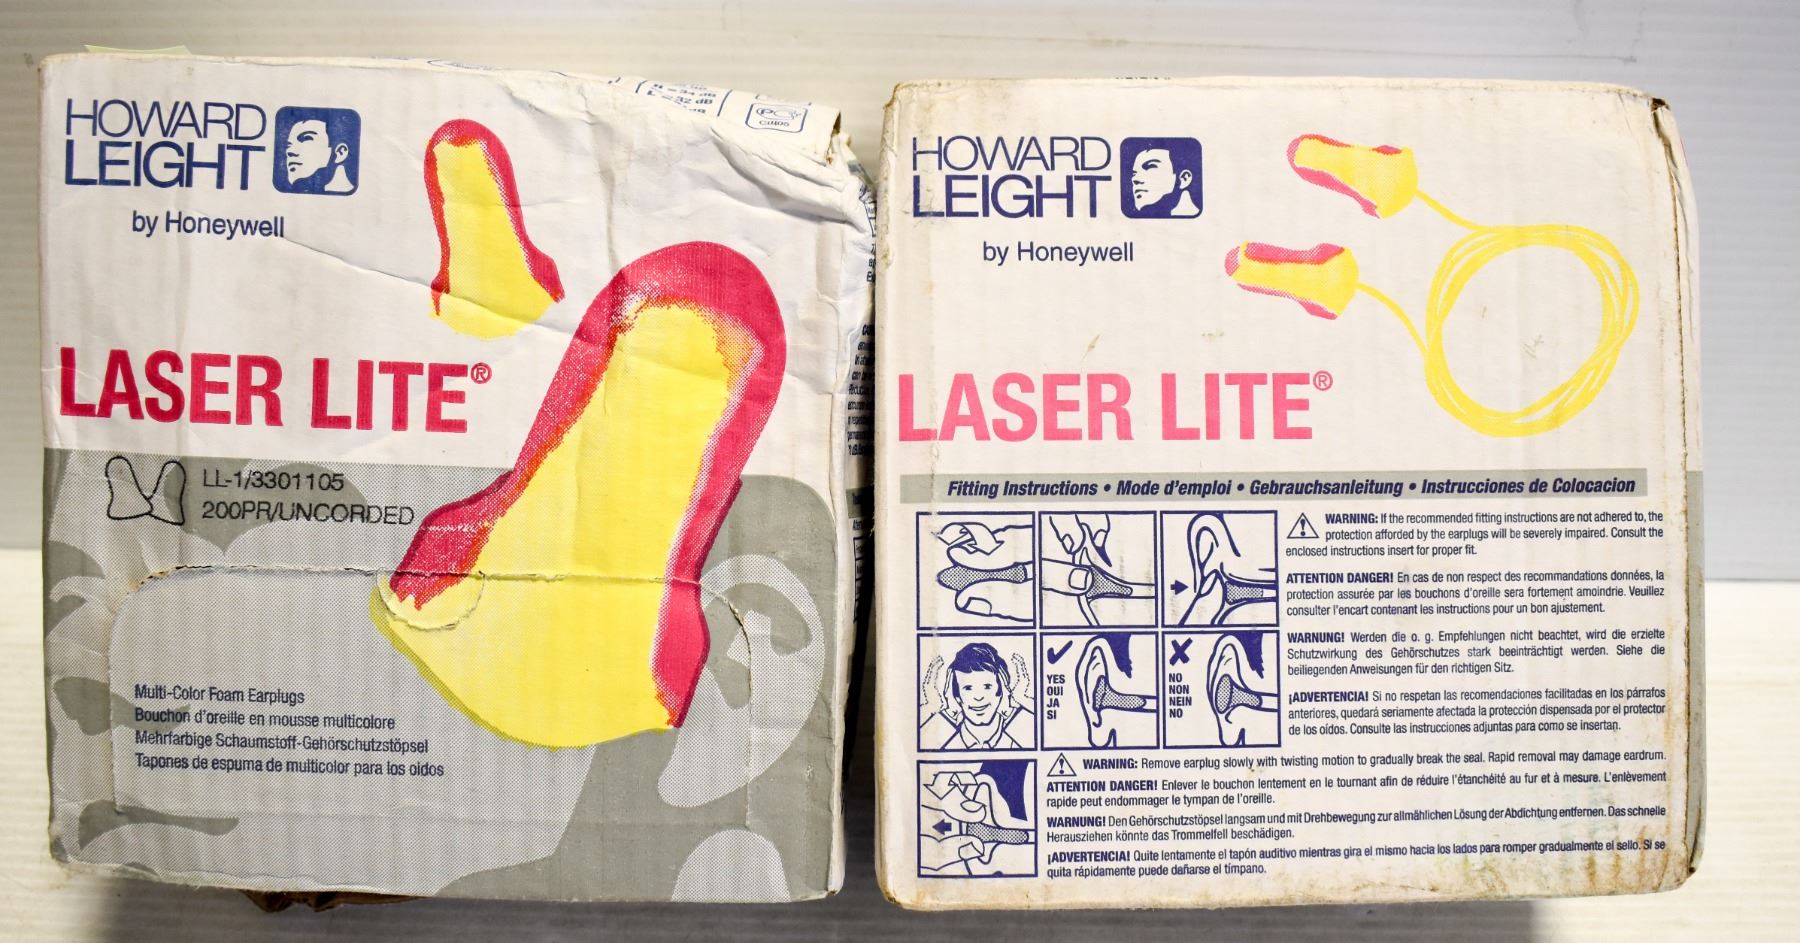 HOWARD
LEIGHT
by Honeywell
LASER LITE®
LL-1/3301105
200PR/UNCORDED
Multi-Color Foam Earplugs
Bouchon d'oreille en mousse multicolore
Mehrfarbige Schaumstoff-Gehörschutzstöpsel
Tapones de espuma de multicolor para los oidos
32 dB
HOWARD
LEIGHT
by Honeywell
LASER LITE®
Fitting Instructions • Mode d'emploi • Gebrauchsanleitung • Instrucciones de Colocacion
WARNING: If the recommended fitting instructions are not adhered to, the
protection afforded by the earplugs will be severely impaired. Consult the
enclosed instructions insert for proper fit.
ATTENTION DANGER! En cas de non respect des recommandations données, la
protection assurée par les bouchons d'oreille sera fortement amoindrie. Veuillez
consulter l'encart contenant les instructions pour un bon ajustement.
WARNUNG! Werden die o. g. Empfehlungen nicht beachtet, wird die erzielte
Schutzwirkung des Gehörschutzes stark beeinträchtigt werden. Siehe die
beiliegenden Anweisungen für den richtigen Sitz.
¡ADVERTENCIA! Si no respetan las recomendaciones facilitadas en los párrafos
anteriores, quedará seriamente afectada la protección dispensada por el protector
de los oídos. Consulte las instrucciones adjuntas para como se insertan.
YES
OUI
JA
SI
NO
NON
NEIN
NO
WARNING: Remove earplug slowly with twisting motion to gradually break the seal. Rapid removal may damage eardrum.
ATTENTION DANGER! Enlever le bouchon lentement en le tournant afin de réduire l'étanchéité au fur et à mesure. L'enlèvement
rapide peut endommager le tympan de l'oreille.
WARNUNG! Den Gehörschutzstöpsel langsam und mit Drehbewegung zur allmählichen Lösung der Abdichtung entfernen. Das schnelle
Herausziehen könnte das Trommelfell beschädigen.
¡ADVERTENCIA! Quite lentamente el tapón auditivo mientras gira el mismo hacia los lados para romper gradualmente el sello. Si se
quita rápidamente puede dañarse el tímpano.